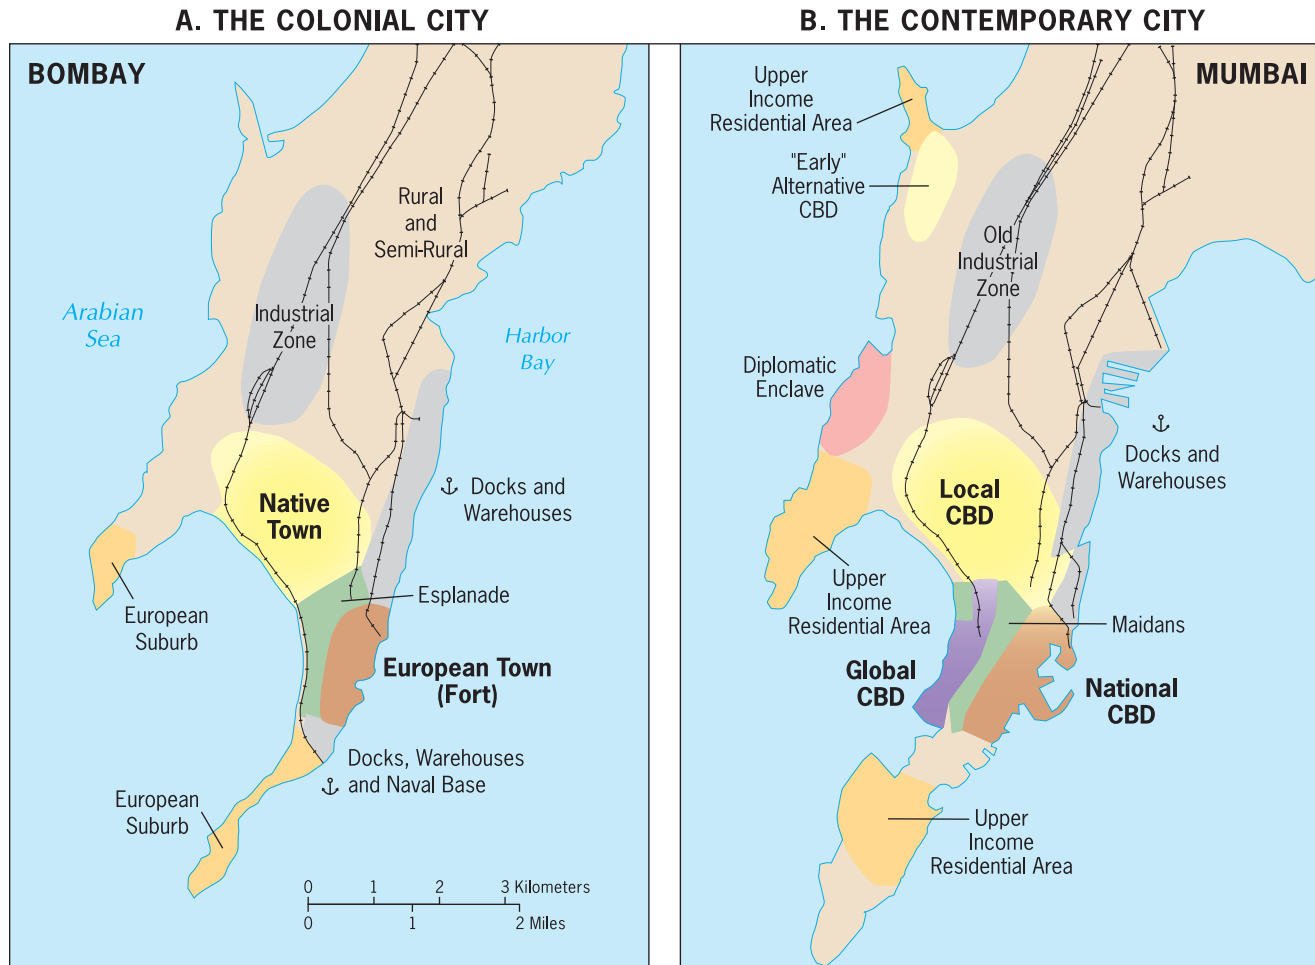 A. THE COLONIAL CITY
BOMBAY
Rural
and
Semi-Rural
Arabian
Sea
Industrial
Zone
Harbor
Bay
Native
Town
Docks and
Warehouses
Esplanade
European
Suburb
European Town
(Fort)
Docks, Warehouses
and Naval Base
European
Suburb
0 1 2 3 Kilometers
0 1 2 Miles
B. THE CONTEMPORARY CITY
MUMBAI
Upper
Income
Residential Area
"Early"
Alternative
CBD
Old
Industrial
Zone
Diplomatic
Enclave
Docks and
Warehouses
Local
CBD
Upper
Income
Residential Area
Maidans
Global
CBD
National
CBD
Upper
Income
Residential Area